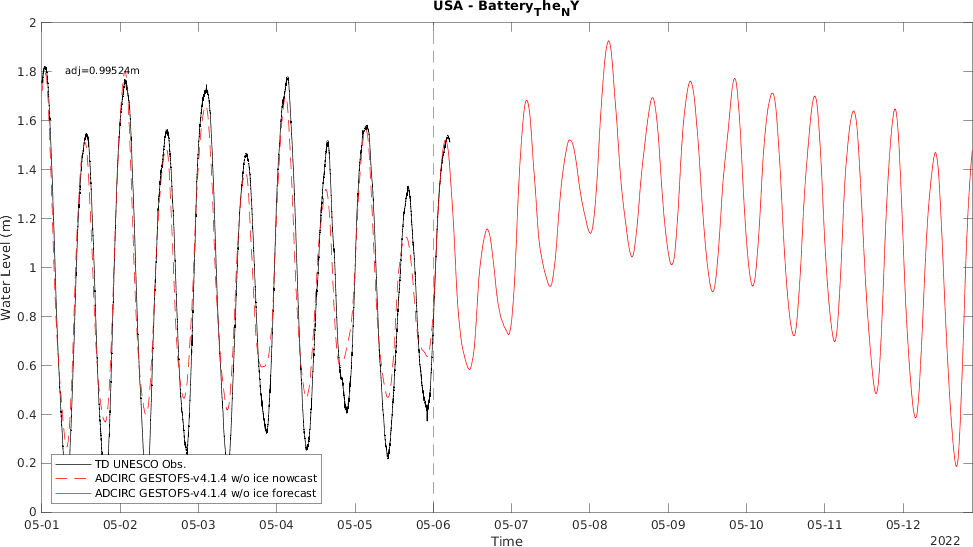 USA - Battery_The_NY
adj=0.99524m
Water Level (m)
2
1.8
1.6
1.4
1.2
1
0.8
0.6
0.4
0.2
0
TD UNESCO Obs.
ADCIRC GESTOFS-v4.1.4 w/o ice nowcast
ADCIRC GESTOFS-v4.1.4 w/o ice forecast
05-01 05-02 05-03 05-04 05-05 05-06 05-07 05-08 05-09 05-10 05-11 05-12
Time
2022